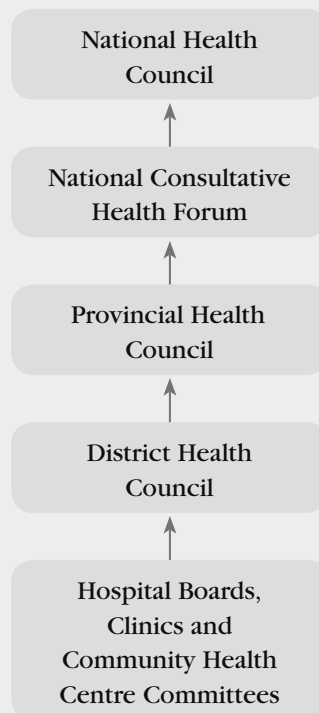 National Health
Council
National Consultative
Health Forum
Provincial Health
Council
District Health
Council
Hospital Boards,
Clinics and
Community Health
Centre Committees